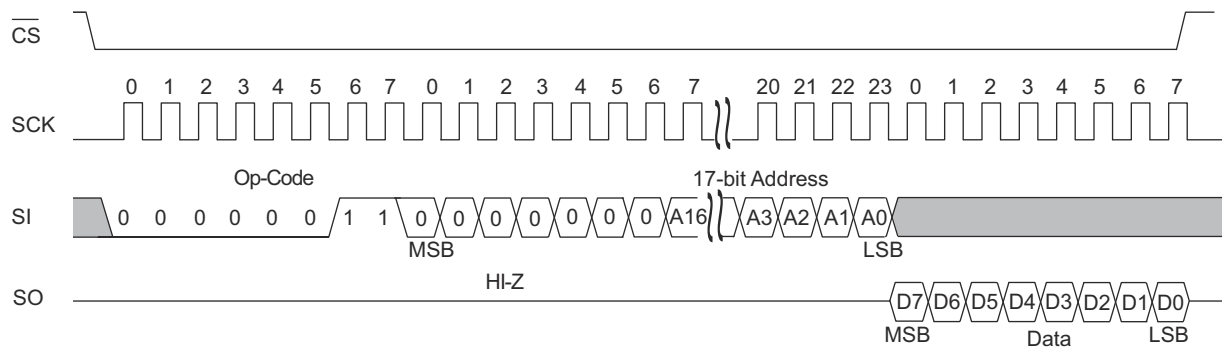 CS
0 1 2 3 4 5 6 7 0 1 2 3 4 5 6 7 20 21 22 23 0 1 2 3 4 5 6 7
SCK
Op-Code 17-bit Address
SI 0 0 0 0 0 0 1 1 0 0 0 0 0 0 0 A16 A3 A2 A1 A0
MSB LSB
HI-Z
SO D7 D6 D5 D4 D3 D2 D1 D0
MSB Data LSB